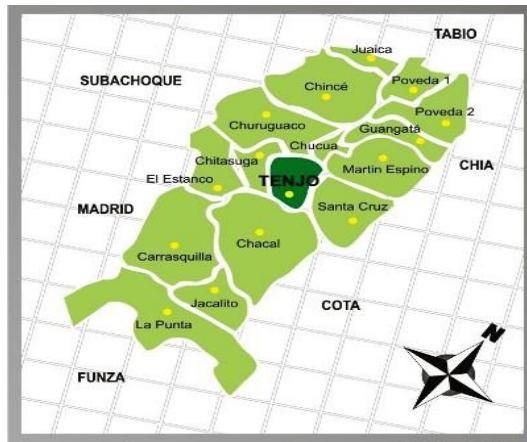 TABIO
Juaica
SUBACHOQUE
Poveda 1
Chincé
Poveda 2
Churuguaco
Guangatá
Chucua
Chitasuga
CHIA
Martin Espino
El Estanco
TENJO
MADRID
Santa Cruz
Chacal
Carrasquilla
Jacalito
COTA
La Punta
N
FUNZA